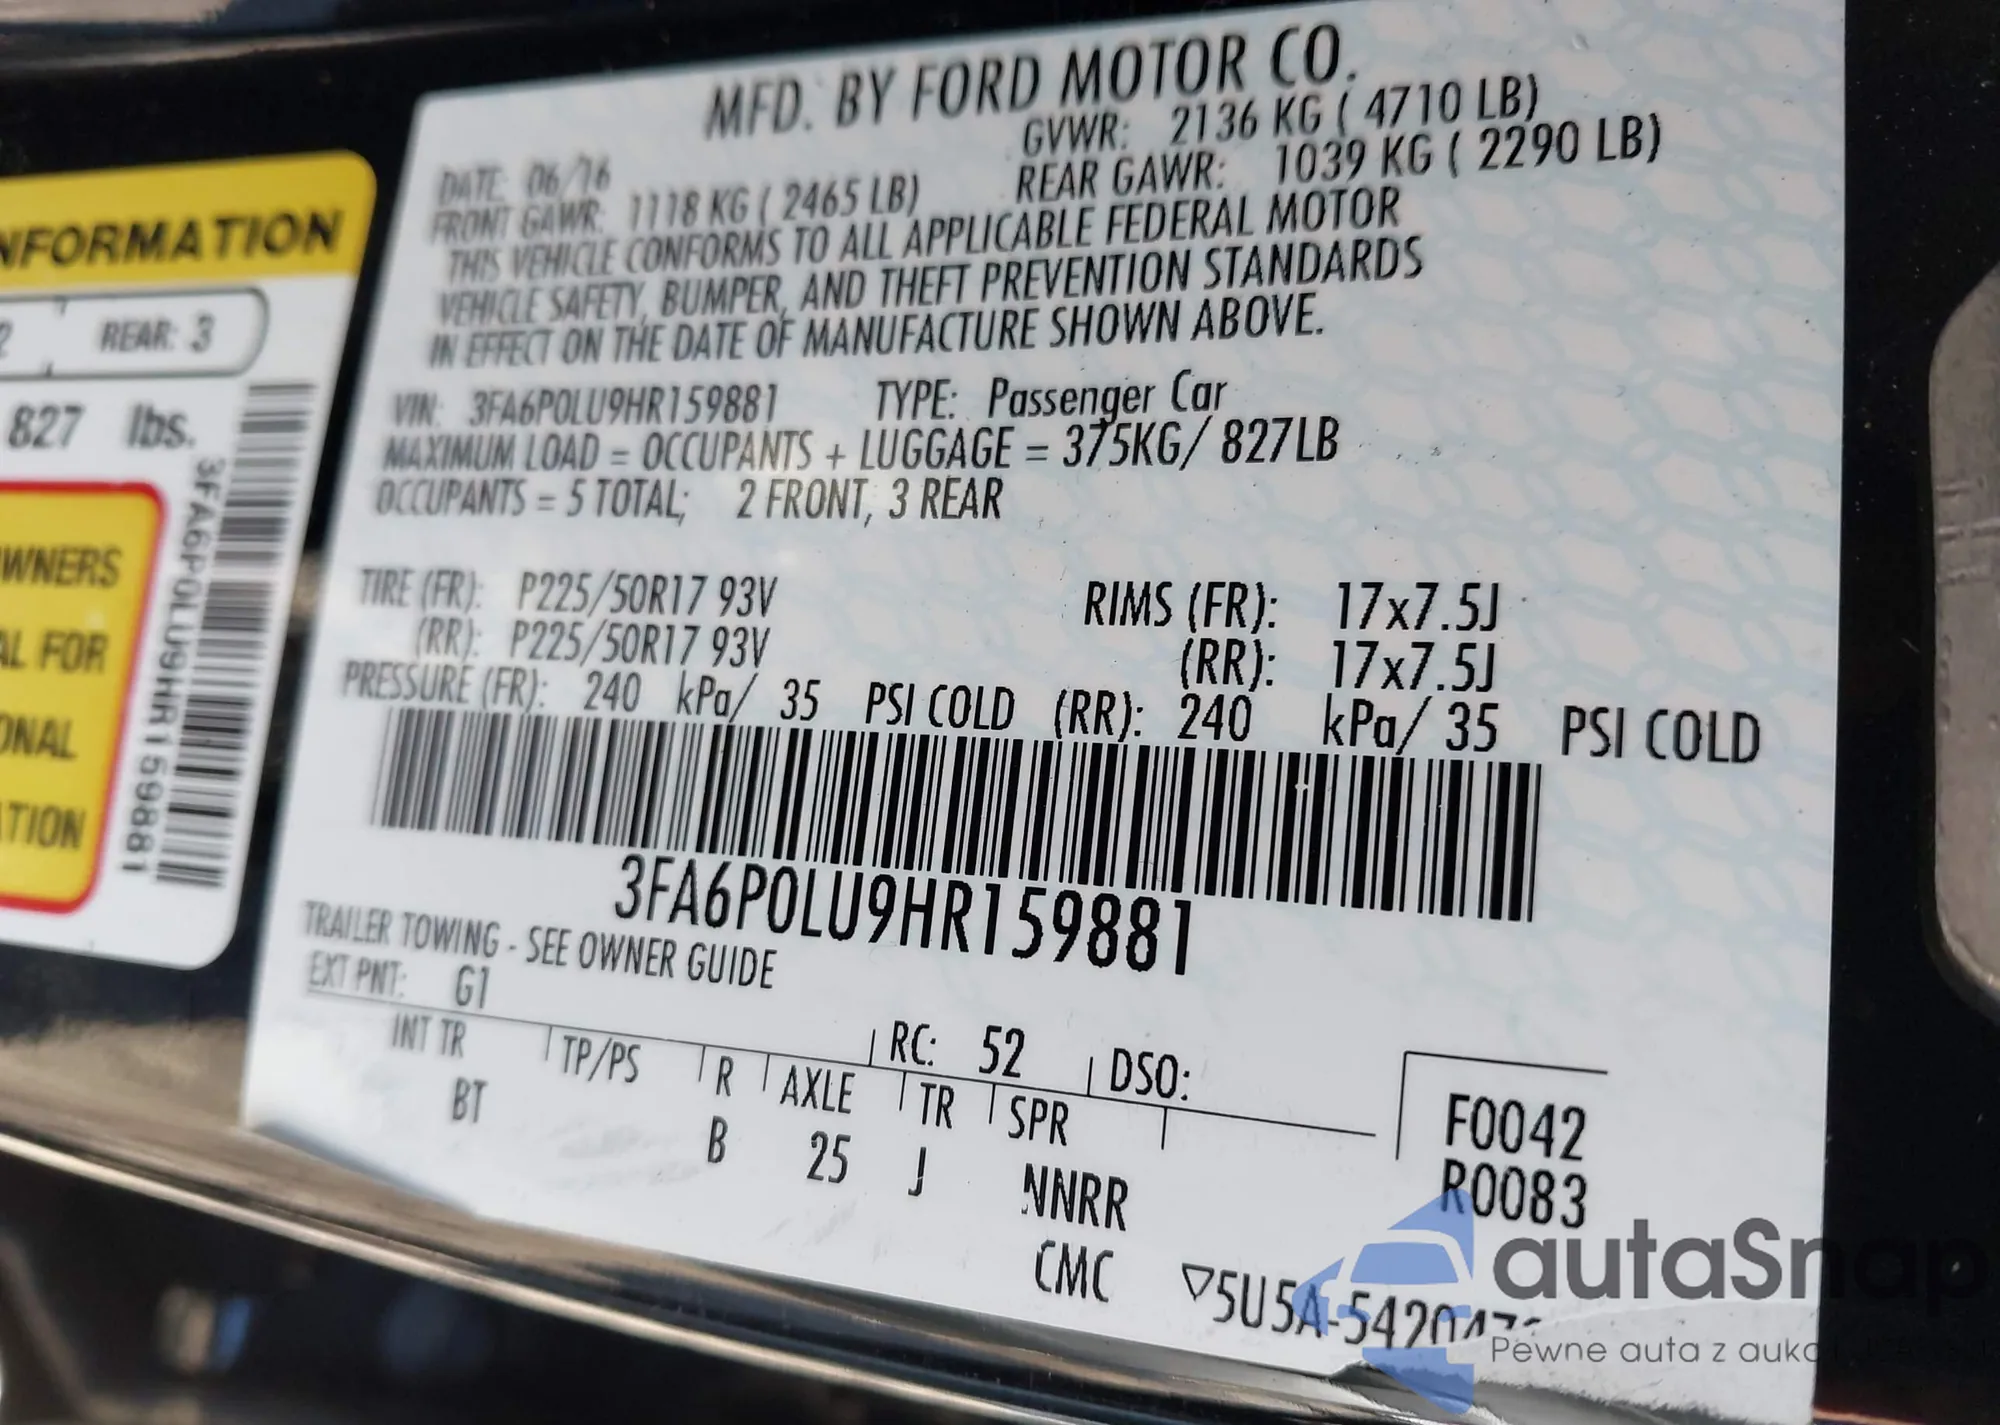 MFD. BY FORD MOTOR CO.
DATE: 06/16 GVWR: 2136 KG ( 4710 LB)
FRONT GAWR: 1118 KG ( 2465 LB) REAR GAWR: 1039 KG ( 2290 LB)
THIS VEHICLE CONFORMS TO ALL APPLICABLE FEDERAL MOTOR
VEHICLE SAFETY, BUMPER, AND THEFT PREVENTION STANDARDS
IN EFFECT ON THE DATE OF MANUFACTURE SHOWN ABOVE.
VIN: 3FA6P0LU9HR159881 TYPE: Passenger Car
MAXIMUM LOAD = OCCUPANTS + LUGGAGE = 375KG/ 827LB
OCCUPANTS = 5 TOTAL; 2 FRONT, 3 REAR
TIRE (FR): P225/50R17 93V RIMS (FR): 17x7.5J
(RR): P225/50R17 93V (RR): 17x7.5J
PRESSURE (FR): 240 kPa/ 35 PSI COLD (RR): 240 kPa/ 35 PSI COLD
3FA6P0LU9HR159881
TRAILER TOWING - SEE OWNER GUIDE
EXT PNT: G1 RC: 52 DSO:
INT TR TP/PS R AXLE TR SPR
BT B 25 J NNRR
CMC
F0042
R0083
▽5U5A-54204
NFORMATION
REAR: 3
827 lbs.
WNERS
AL FOR
ONAL
ATION
3FA6P0LU9HR159881
autaSnap
Pewne auta z